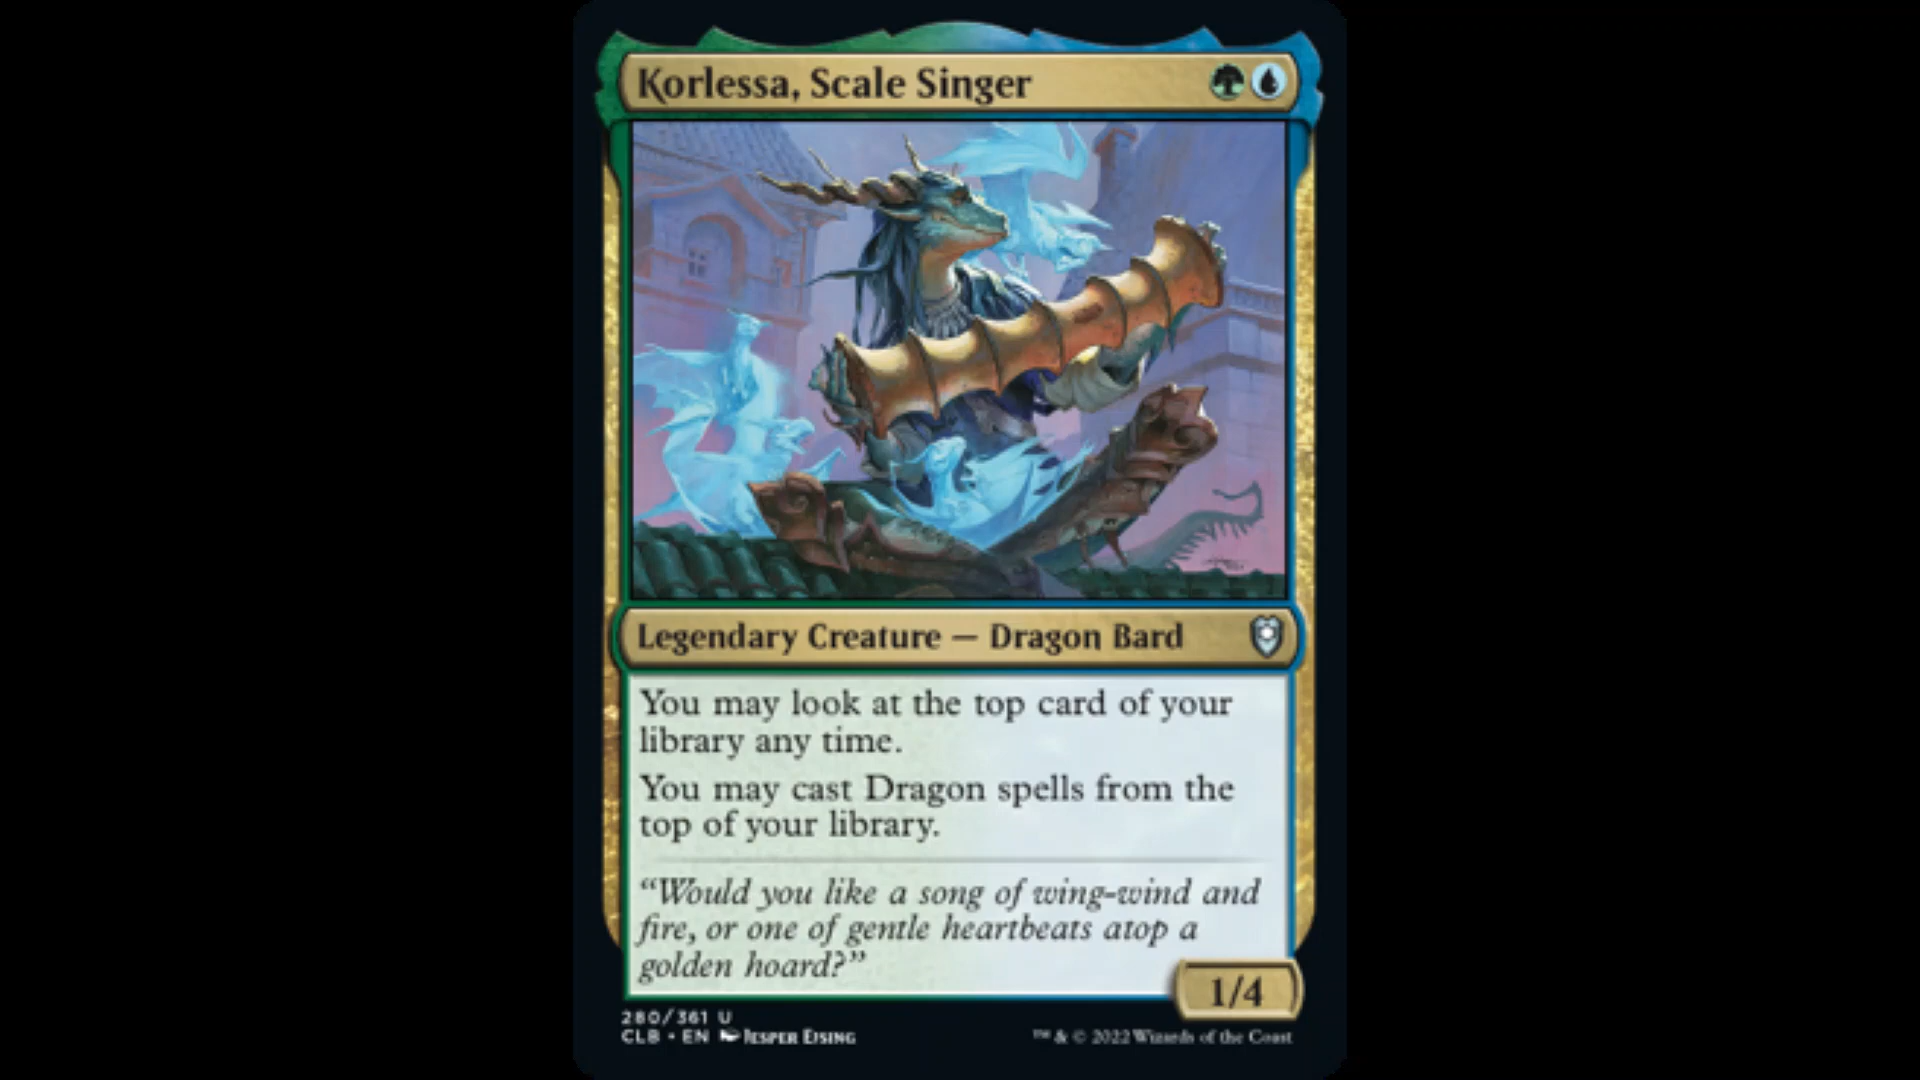 Korlessa, Scale Singer
Legendary Creature — Dragon Bard
You may look at the top card of your
library any time.
You may cast Dragon spells from the
top of your library.
“Would you like a song of wing-wind and
fire, or one of gentle heartbeats atop a
golden hoard?”
1/4
280/361 U
CLB • EN Jesper Ejsing
™ & © 2022 Wizards of the Coast